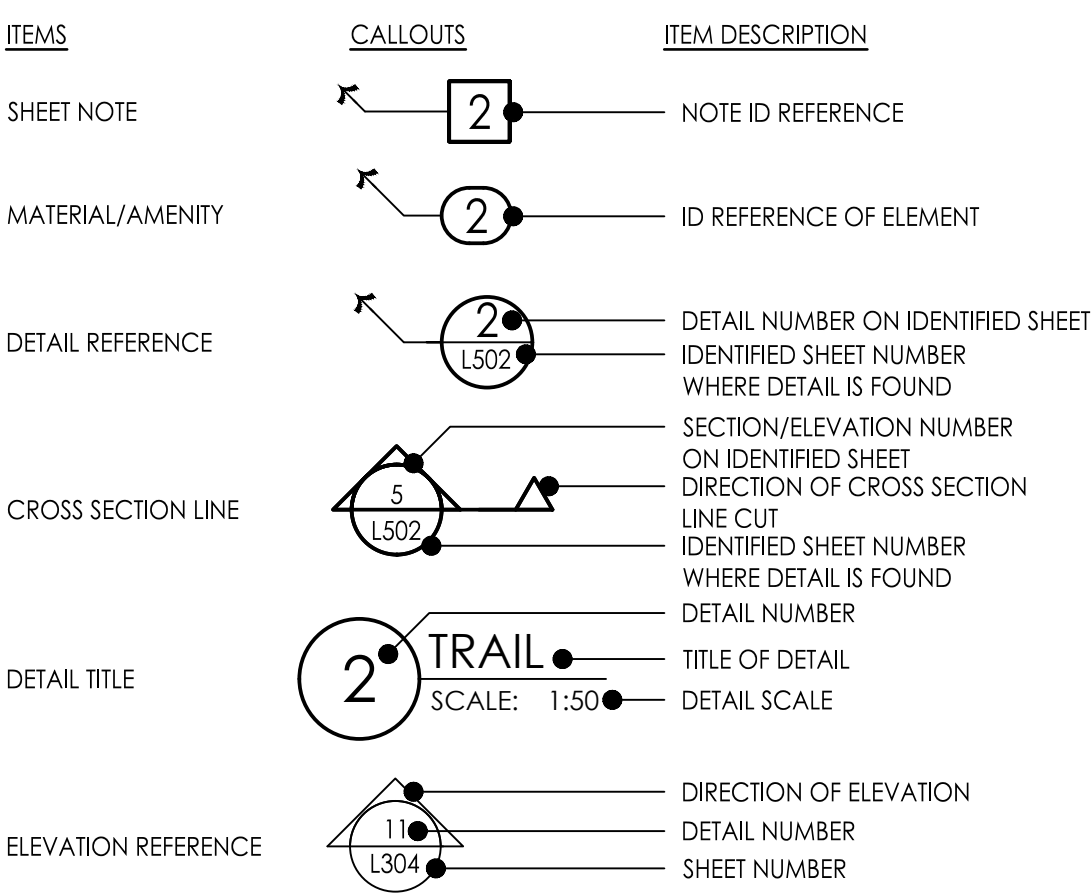 ITEMS CALLOUTS ITEM DESCRIPTION
SHEET NOTE 2 NOTE ID REFERENCE
MATERIAL/AMENITY 2 ID REFERENCE OF ELEMENT
DETAIL REFERENCE 2 L502 DETAIL NUMBER ON IDENTIFIED SHEET
IDENTIFIED SHEET NUMBER
WHERE DETAIL IS FOUND
CROSS SECTION LINE 5 L502 SECTION/ELEVATION NUMBER
ON IDENTIFIED SHEET
DIRECTION OF CROSS SECTION
LINE CUT
IDENTIFIED SHEET NUMBER
WHERE DETAIL IS FOUND
DETAIL TITLE 2 TRAIL DETAIL NUMBER
TITLE OF DETAIL
SCALE: 1:50 DETAIL SCALE
ELEVATION REFERENCE 11 L304 DIRECTION OF ELEVATION
DETAIL NUMBER
SHEET NUMBER